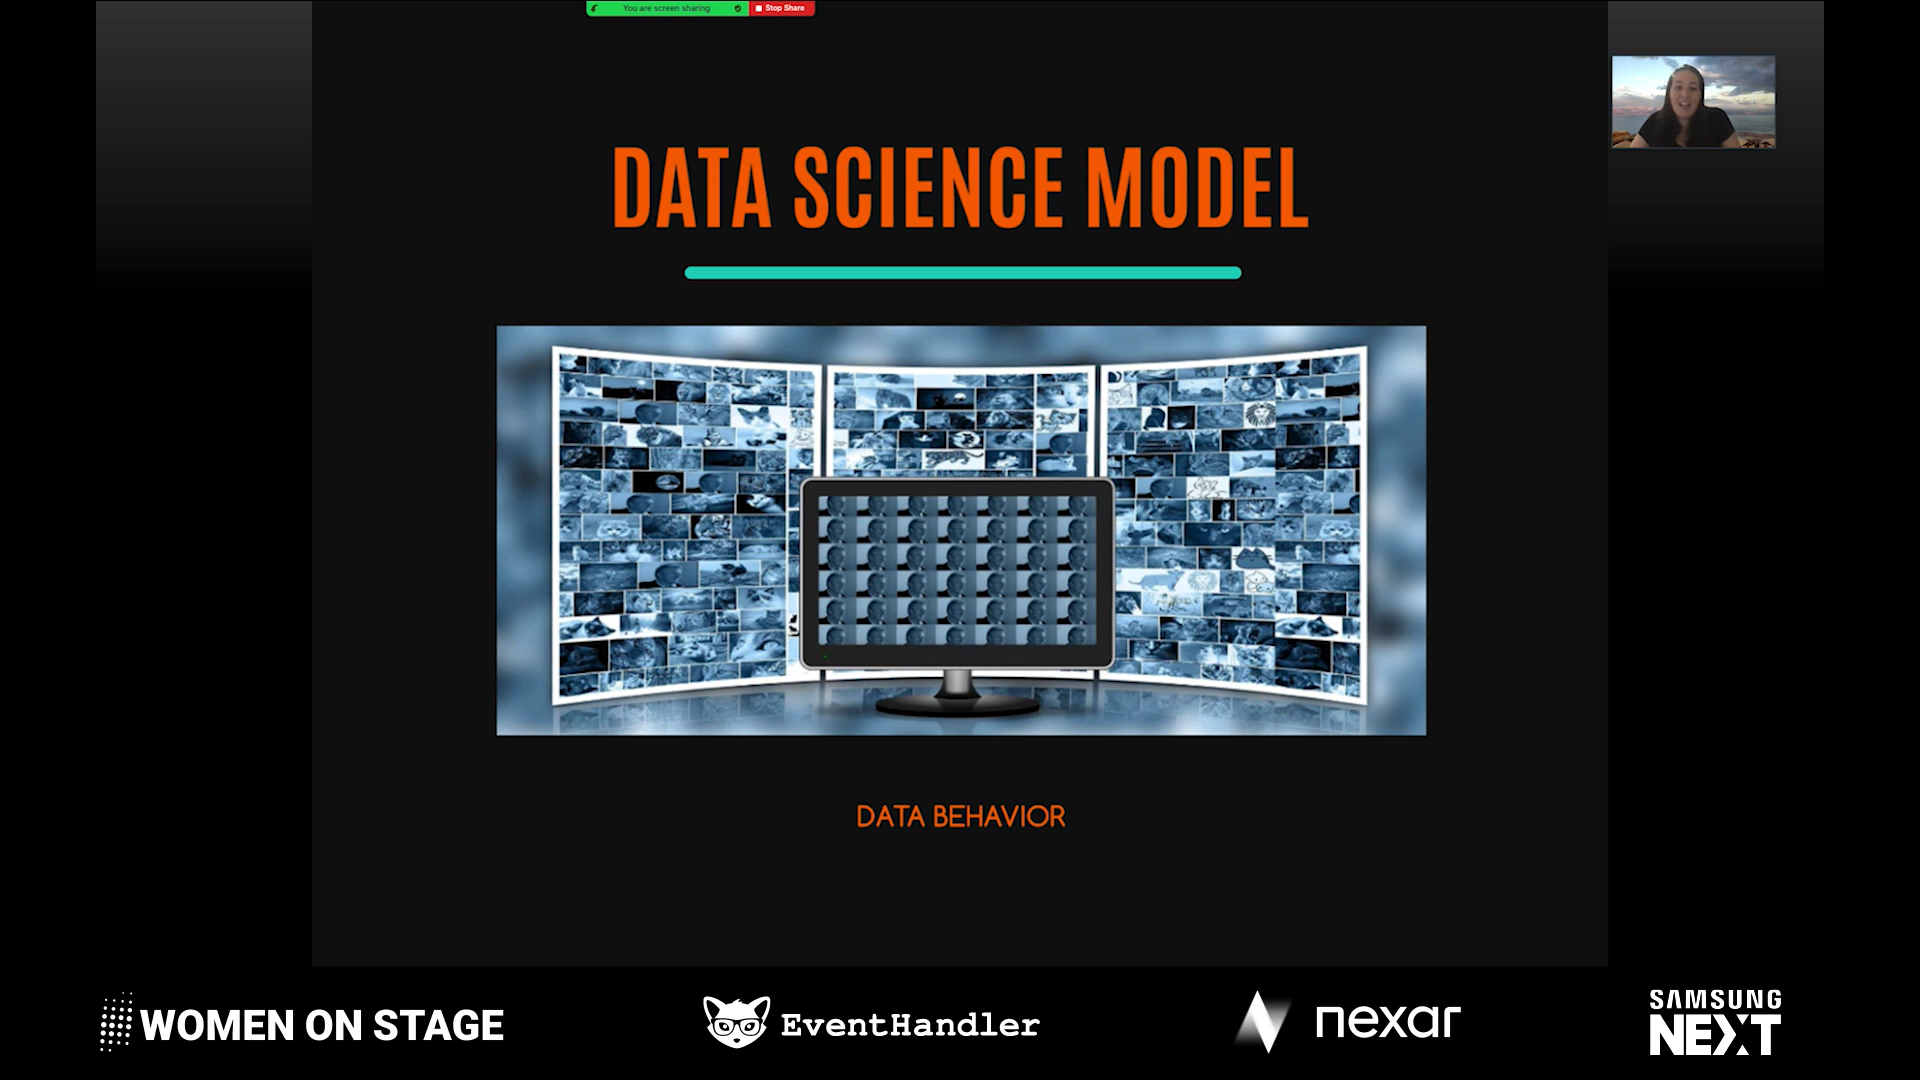 You are screen sharing
Stop Share
DATA SCIENCE MODEL
DATA BEHAVIOR
WOMEN ON STAGE
EventHandler
nexar
SAMSUNG
NEXT